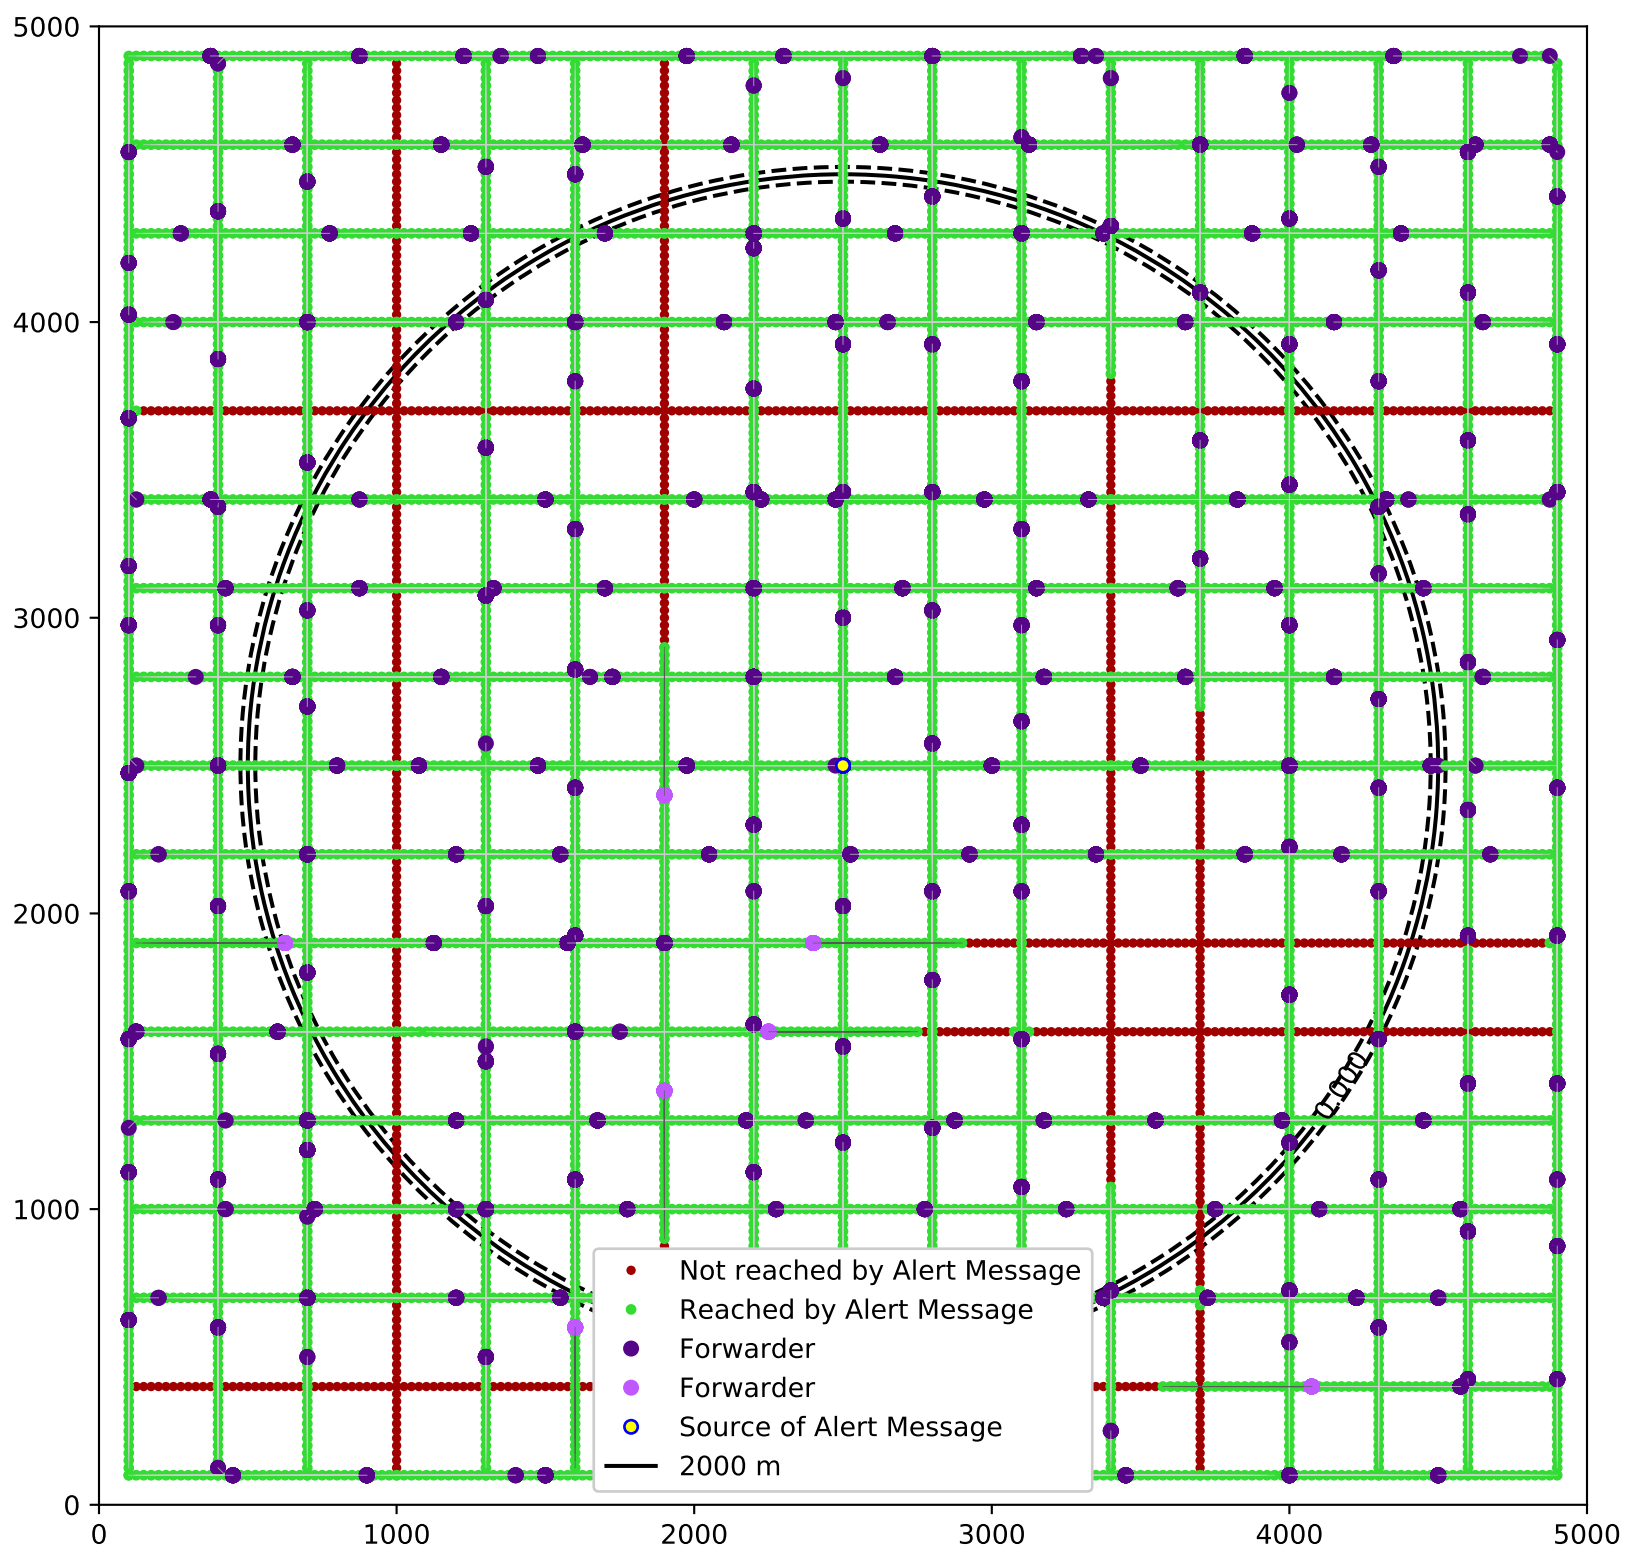 5000
4000
3000
2000
1000
0
0.000
Not reached by Alert Message
Reached by Alert Message
Forwarder
Forwarder
Source of Alert Message
2000 m
0 1000 2000 3000 4000 5000